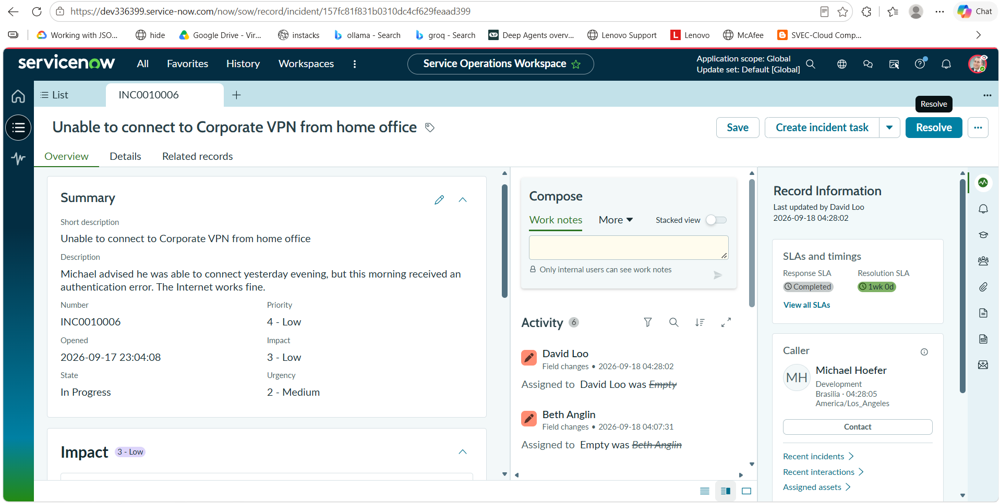 https://dev336399.service-now.com/now/sow/record/incident/157fc81f831b0310dc4cf629feaad399
Chat
Working with JSO...
hide
Google Drive - Vir...
instacks
ollama - Search
groq - Search
Deep Agents overv...
Lenovo Support
L Lenovo
McAfee
SVEC-Cloud Comp...
servicenow
All
Favorites
History
Workspaces
Service Operations Workspace
Application scope: Global
Update set: Default [Global]
List
INC0010006
Resolve
Unable to connect to Corporate VPN from home office
Save
Create incident task
Resolve
Overview
Details
Related records
Summary
Short description
Unable to connect to Corporate VPN from home office
Description
Michael advised he was able to connect yesterday evening, but this morning received an
authentication error. The Internet works fine.
Number
Priority
INC0010006
4 - Low
Opened
Impact
2026-09-17 23:04:08
3 - Low
State
Urgency
In Progress
2 - Medium
Impact 3 - Low
Compose
Work notes
More
Stacked view
Only internal users can see work notes
Activity 6
David Loo
Field changes • 2026-09-18 04:28:02
Assigned to David Loo was Empty
Beth Anglin
Field changes • 2026-09-18 04:07:31
Assigned to Empty was Beth Anglin
Record Information
Last updated by David Loo
2026-09-18 04:28:02
SLAs and timings
Response SLA
Resolution SLA
Completed
1wk 0d
View all SLAs
Caller
MH
Michael Hoefer
Development
Brasilia · 04:28:05
America/Los_Angeles
Contact
Recent incidents
Recent interactions
Assigned assets